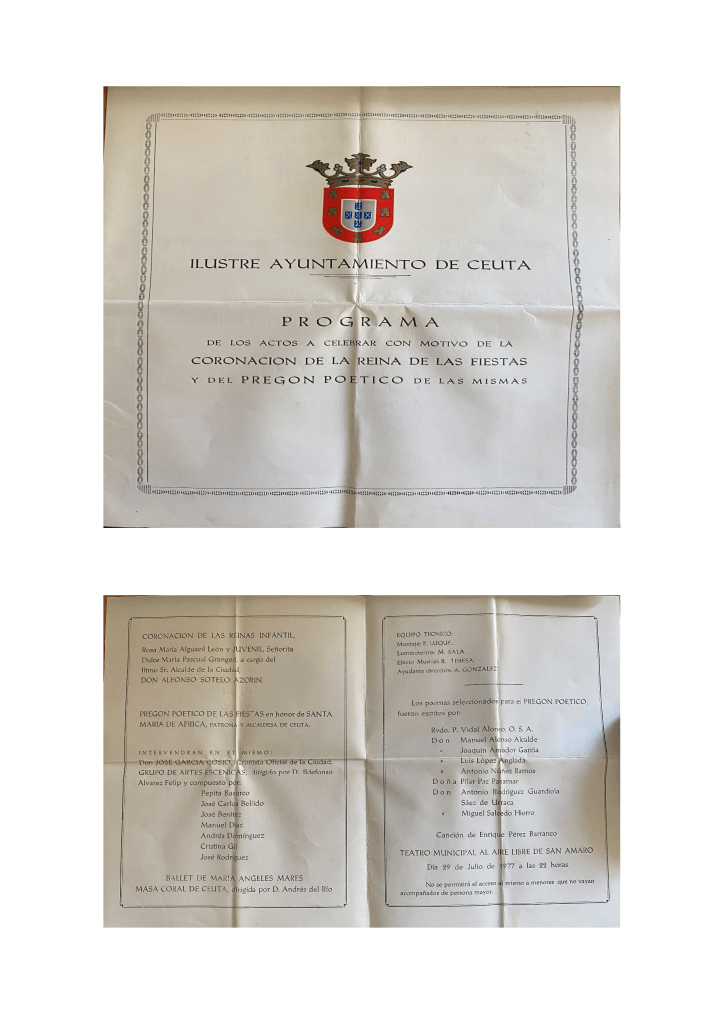 ILUSTRE AYUNTAMIENTO DE CEUTA
PROGRAMA
DE LOS ACTOS A CELEBRAR CON MOTIVO DE LA
CORONACION DE LA REINA DE LAS FIESTAS
Y DEL PREGON POETICO DE LAS MISMAS
CORONACION DE LAS REINAS INFANTIL,
Rosa María Alguacil León y JUVENIL, Señorita
Dulce María Pascual Granged, a cargo del
Iltmo Sr. Alcalde de la Ciudad,
DON ALFONSO SOTELO AZORIN
PREGON POETICO DE LAS FIESTAS en honor de SANTA
MARIA DE AFRICA, PATRONA Y ALCALDESA DE CEUTA.
INTERVENDRAN EN EL MISMO:
Don JOSE GARCIA COSIO, Cronista Oficial de la Ciudad.
GRUPO DE ARTES ESCENICAS, dirigido por D. Ildefonso
Alvarez Felip y compuesto por:
Pepita Basurco
José Carlos Bellido
José Benítez
Manuel Díaz
Andrés Domínguez
Cristina Gil
José Rodríguez
BALLET DE MARIA ANGELES MARES
MASA CORAL DE CEUTA, dirigida por D. Andrés del Río
EQUIPO TECNICO:
Montaje: F. LUQUE.
Luminotecnia: M. SALA.
Efecto Musical: R. TERESA.
Ayudante dirección: A. GONZALEZ.
Los poemas seleccionados para el PREGON POETICO,
fueron escritos por:
Rvdo. P. Vidal Alonso, O. S. A.
Don Manuel Alonso Alcalde
» Joaquín Amador García
» Luis López Anglada
» Antonio Núñez Ramos
Doña Pilar Paz Pasamar
Don Antonio Rodríguez Guardiola
Sáez de Urraca
» Miguel Salcedo Hierro
Canción de Enrique Pérez Barranco
TEATRO MUNICIPAL AL AIRE LIBRE DE SAN AMARO
Día 29 de Julio de 1977 a las 22 horas
No se permitirá el acceso al mismo a menores que no vayan
acompañados de persona mayor.